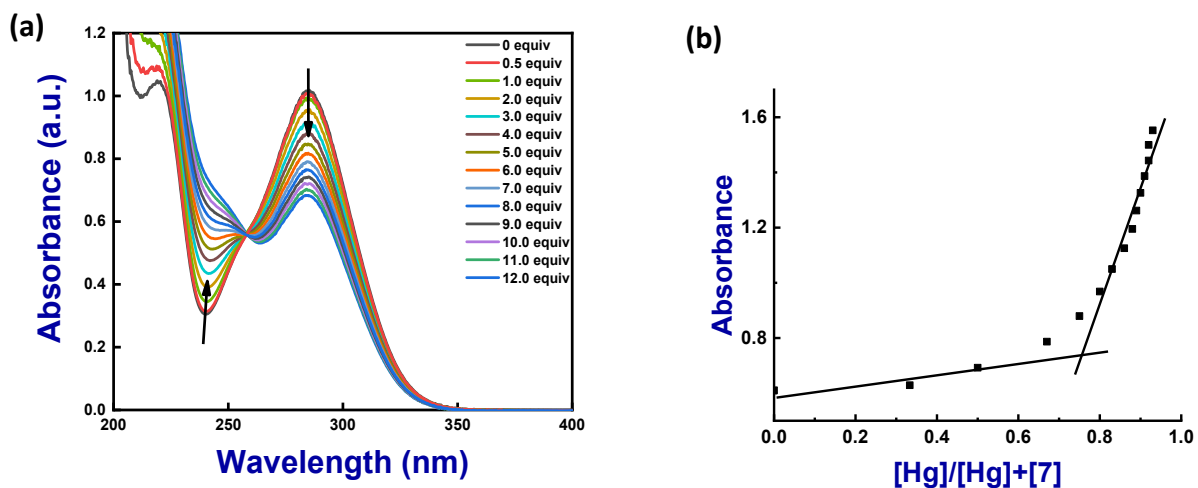 (a)
1.2
1.0
0.8
0.6
0.4
0.2
0.0
200
250
300
350
400
Absorbance (a.u.)
Wavelength (nm)
0 equiv
0.5 equiv
1.0 equiv
2.0 equiv
3.0 equiv
4.0 equiv
5.0 equiv
6.0 equiv
7.0 equiv
8.0 equiv
9.0 equiv
10.0 equiv
11.0 equiv
12.0 equiv
(b)
1.6
1.2
0.8
0.0
0.2
0.4
0.6
0.8
1.0
Absorbance
[Hg]/[Hg]+[7]